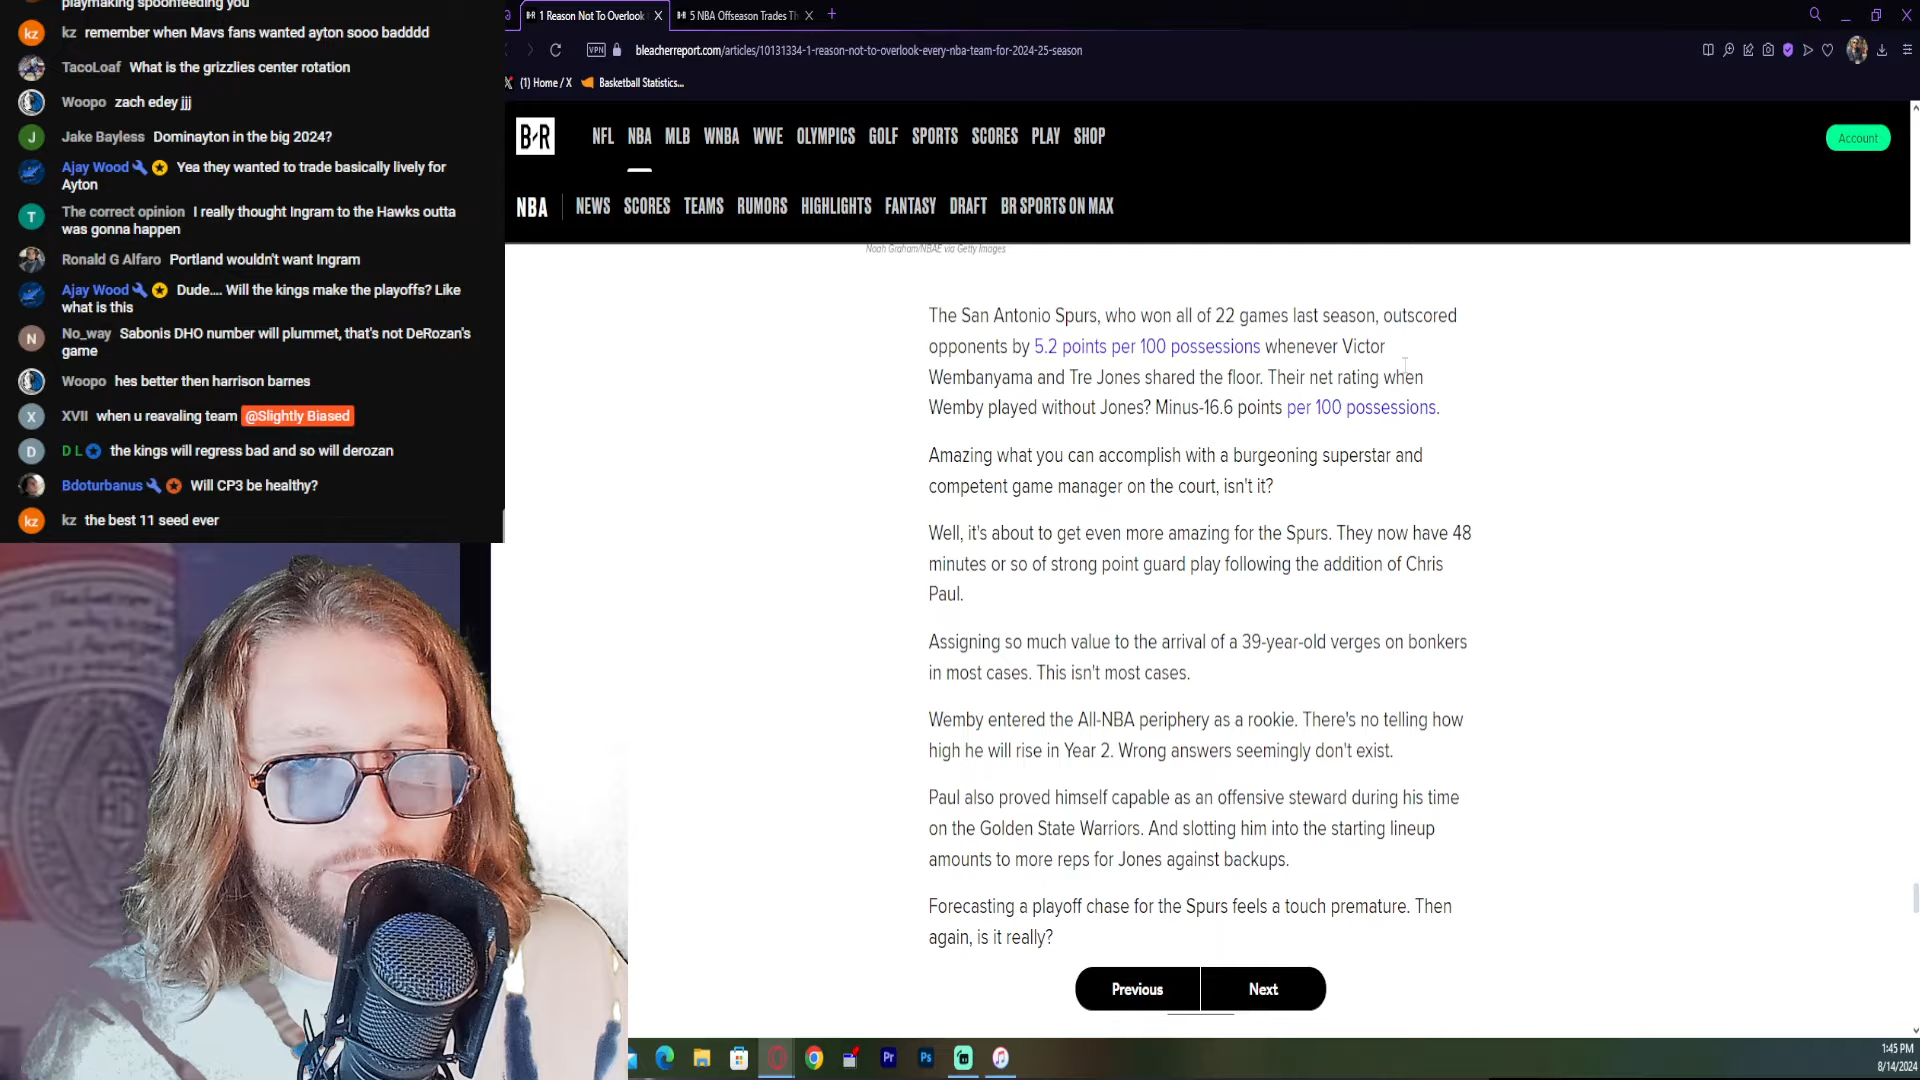 playmaking spoonfeeding you
kz remember when Mavs fans wanted ayton sooo badddd
TacoLoaf What is the grizzlies center rotation
Woopo zach edey jjj
J Jake Bayless Dominayton in the big 2024?
Ajay Wood Yea they wanted to trade basically lively for
Ayton
T The correct opinion I really thought Ingram to the Hawks outta
was gonna happen
Ronald G Alfaro Portland wouldn't want Ingram
Ajay Wood Dude.... Will the kings make the playoffs? Like
what is this
N No_way Sabonis DHO number will plummet, that's not DeRozan's
game
Woopo hes better then harrison barnes
X XVII when u reavaling team @Slightly Biased
D D L the kings will regress bad and so will derozan
Bdoturbanus Will CP3 be healthy?
kz kz the best 11 seed ever
B-R 1 Reason Not To Overlook
B-R 5 NBA Offseason Trades Th
VPN bleacherreport.com/articles/10131334-1-reason-not-to-overlook-every-nba-team-for-2024-25-season
(1) Home / X Basketball Statistics...
B-R NFL NBA MLB WNBA WWE OLYMPICS GOLF SPORTS SCORES PLAY SHOP Account
NBA NEWS SCORES TEAMS RUMORS HIGHLIGHTS FANTASY DRAFT BR SPORTS ON MAX
Noah Graham/NBAE via Getty Images
The San Antonio Spurs, who won all of 22 games last season, outscored
opponents by 5.2 points per 100 possessions whenever Victor
Wembanyama and Tre Jones shared the floor. Their net rating when
Wemby played without Jones? Minus-16.6 points per 100 possessions.
Amazing what you can accomplish with a burgeoning superstar and
competent game manager on the court, isn't it?
Well, it's about to get even more amazing for the Spurs. They now have 48
minutes or so of strong point guard play following the addition of Chris
Paul.
Assigning so much value to the arrival of a 39-year-old verges on bonkers
in most cases. This isn't most cases.
Wemby entered the All-NBA periphery as a rookie. There's no telling how
high he will rise in Year 2. Wrong answers seemingly don't exist.
Paul also proved himself capable as an offensive steward during his time
on the Golden State Warriors. And slotting him into the starting lineup
amounts to more reps for Jones against backups.
Forecasting a playoff chase for the Spurs feels a touch premature. Then
again, is it really?
Previous Next
Pr Ps
1:45 PM
8/14/2024